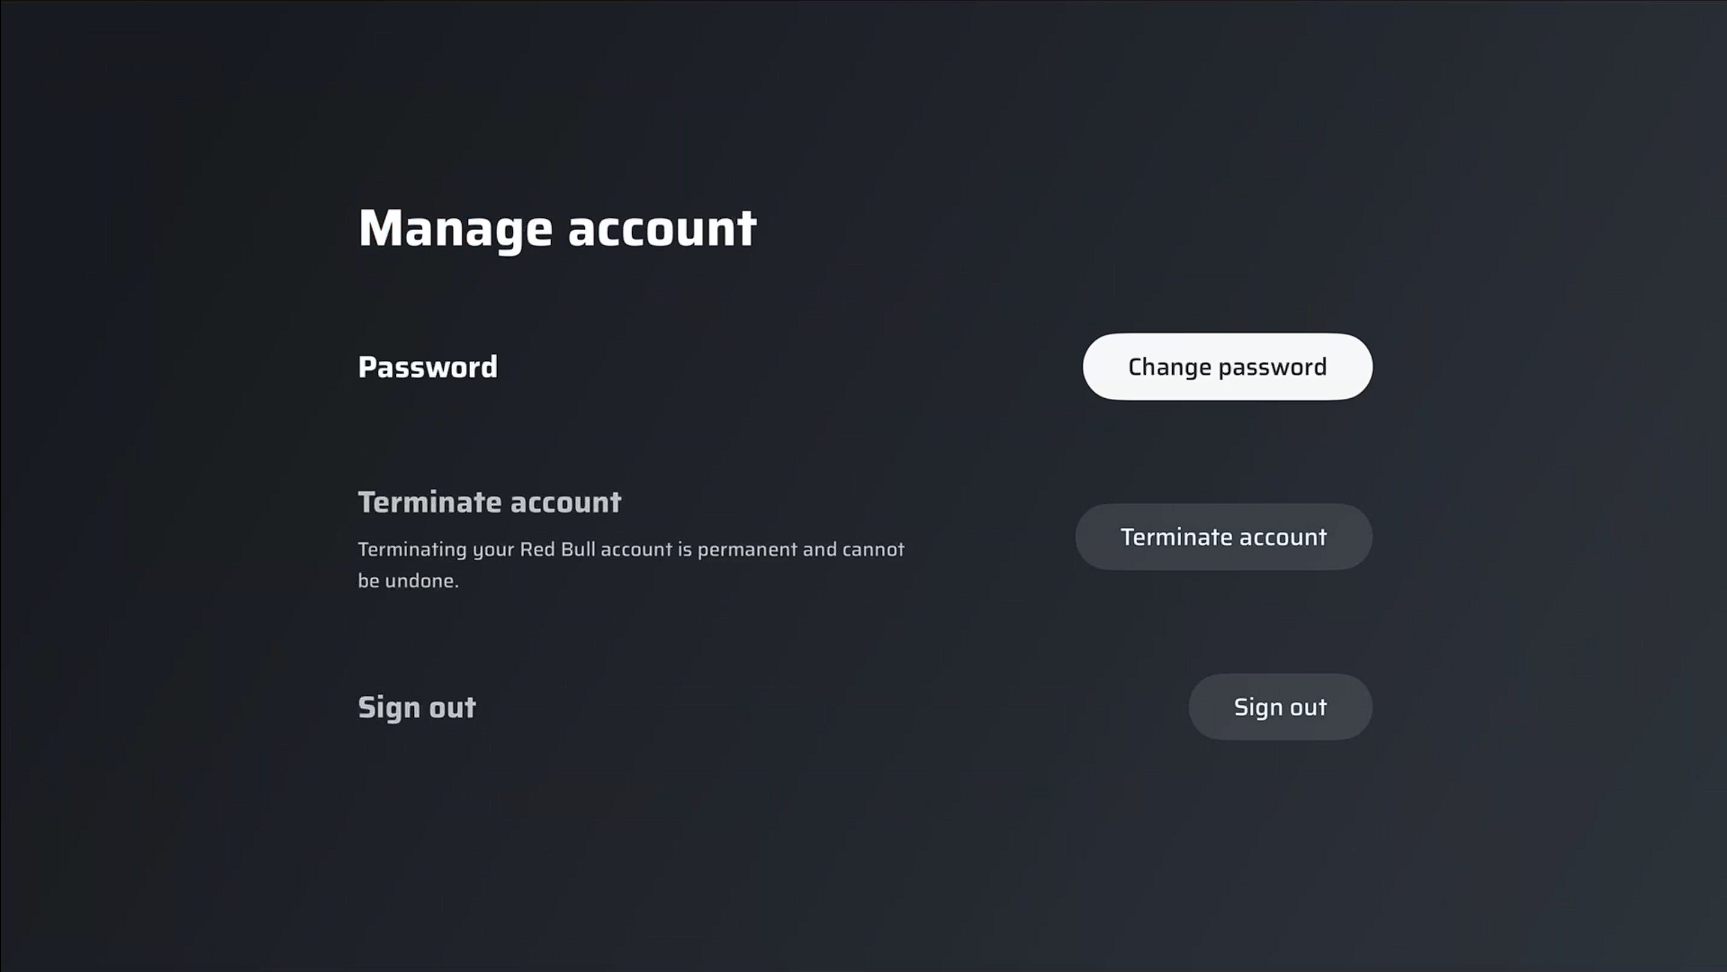 Manage account
Password
Change password
Terminate account
Terminating your Red Bull account is permanent and cannot
be undone.
Terminate account
Sign out
Sign out